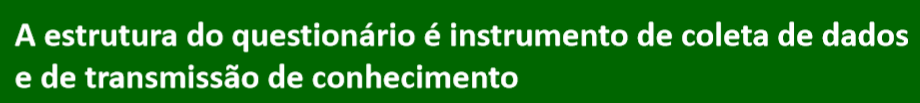 A estrutura do questionário é instrumento de coleta de dados
e de transmissão de conhecimento